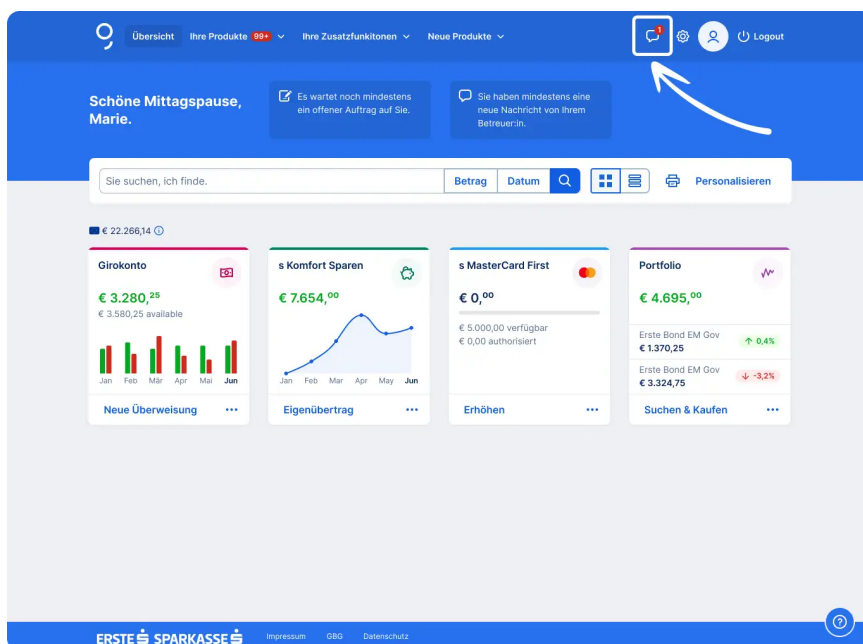 Übersicht Ihre Produkte 99+ Ihre Zusatzfunkitonen Neue Produkte 1 Logout
Schöne Mittagspause,
Marie.
Es wartet noch mindestens
ein offener Auftrag auf Sie.
Sie haben mindestens eine
neue Nachricht von Ihrem
Betreuer:in.
Sie suchen, ich finde. Betrag Datum Personalisieren
€ 22.266,14
Girokonto
€ 3.280,25
€ 3.580,25 available
Jan Feb Mär Apr Mai Jun
Neue Überweisung
s Komfort Sparen
€ 7.654,00
Jan Feb Mar Apr May Jun
Eigenübertrag
s MasterCard First
€ 0,00
€ 5.000,00 verfügbar
€ 0,00 authorisiert
Erhöhen
Portfolio
€ 4.695,00
Erste Bond EM Gov
€ 1.370,25
0,4%
Erste Bond EM Gov
€ 3.324,75
-3,2%
Suchen & Kaufen
ERSTE SPARKASSE Impressum GBG Datenschutz